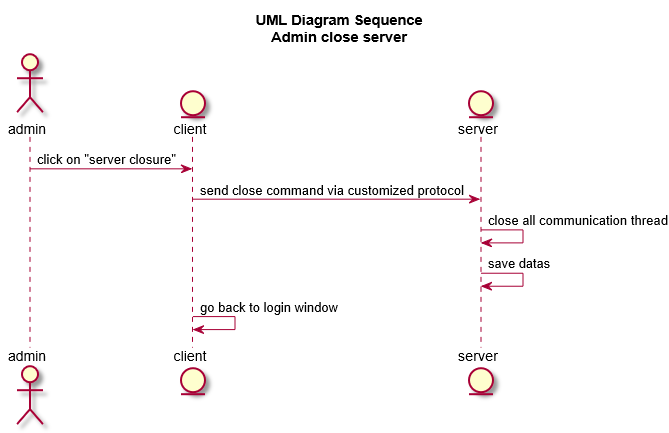 UML Diagram Sequence
Admin close server
admin
client
server
click on "server closure"
send close command via customized protocol
close all communication thread
save datas
go back to login window
admin
client
server